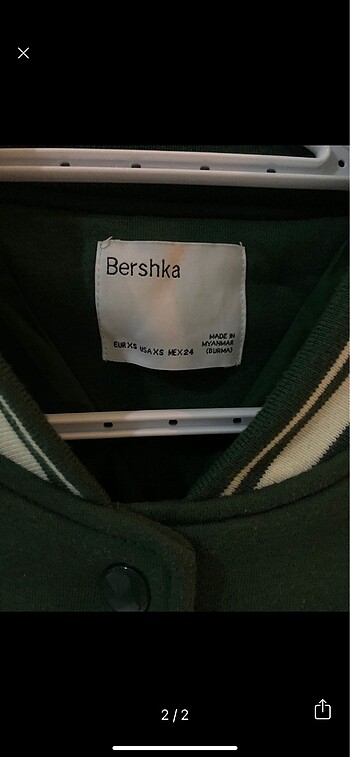 Bershka
EUR XS USA XS MEX 24
MADE IN
MYANMAR
(BURMA)
2/2